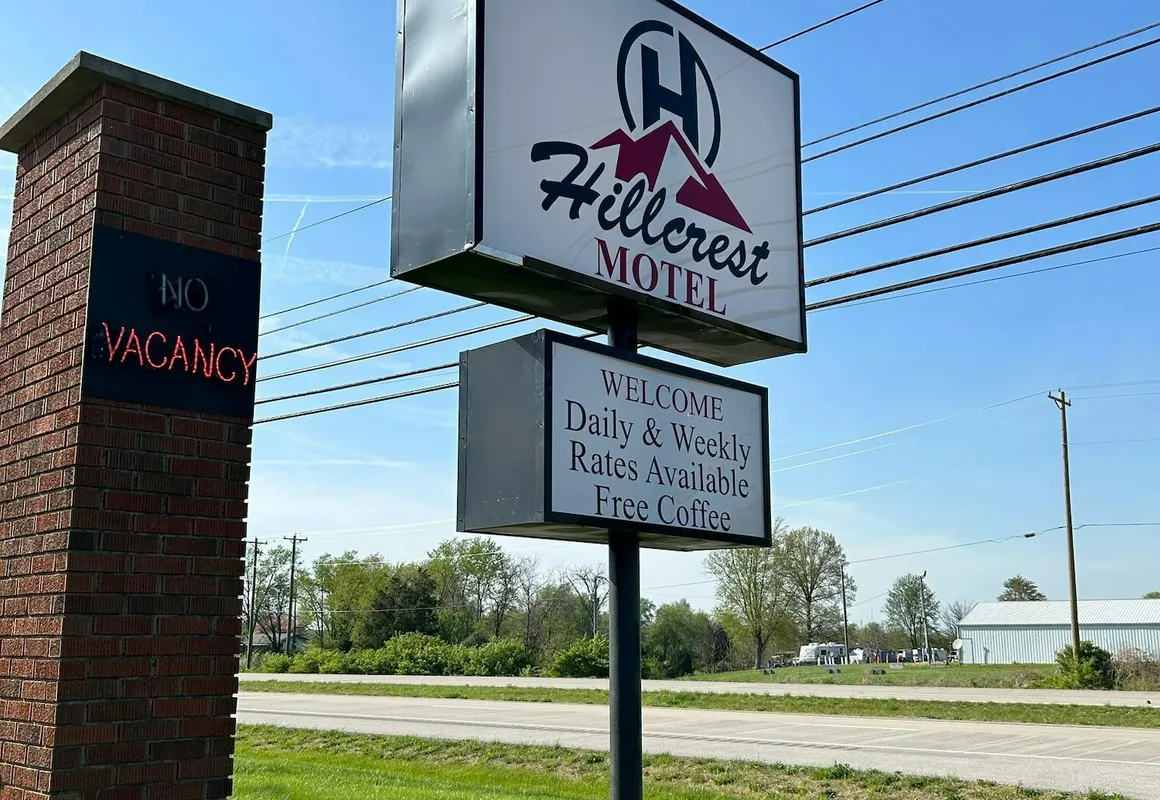 NO
VACANCY
H
Hillcrest
MOTEL
WELCOME
Daily & Weekly
Rates Available
Free Coffee